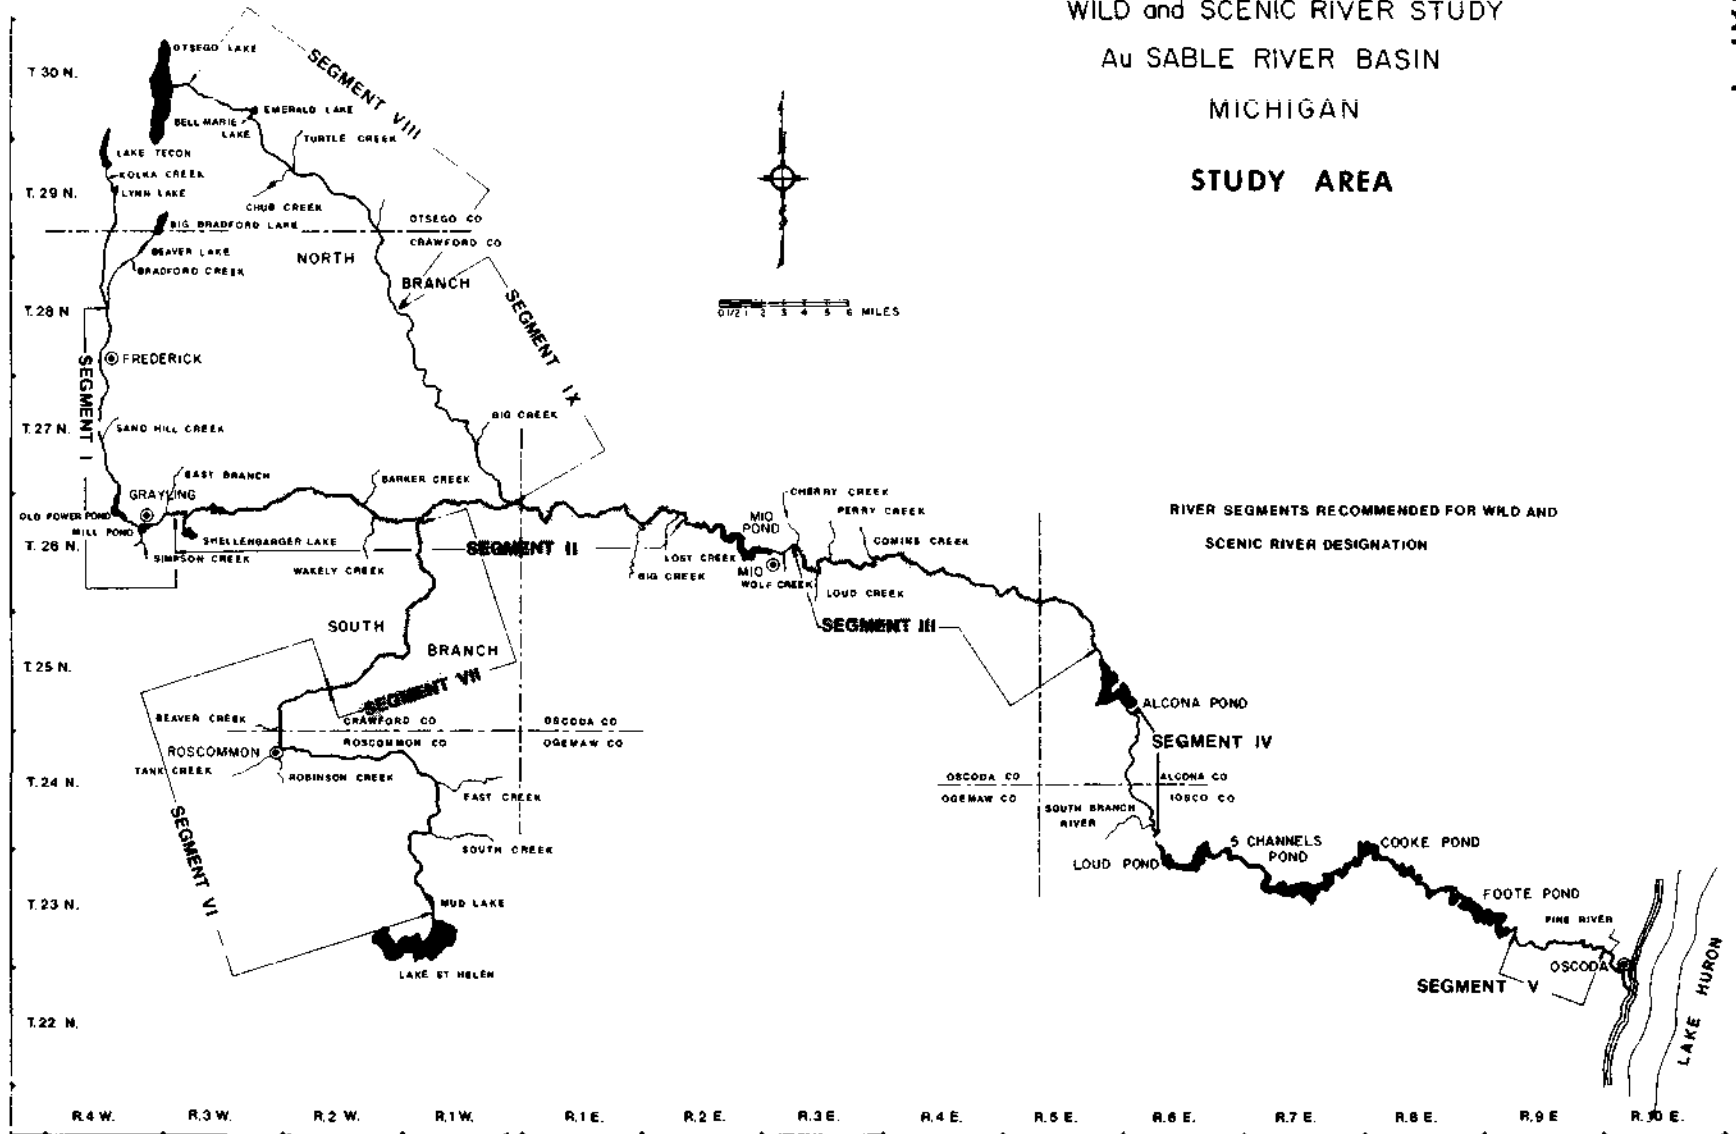 WILD and SCENIC RIVER STUDY
Au SABLE RIVER BASIN
MICHIGAN
STUDY AREA
OTSEGO LAKE
T 30 N.
SEGMENT VIII
EMERALD LAKE
BELL MARIE
LAKE
TURTLE CREEK
LAKE TECON
KOLKA CREEK
T. 29 N.
LYNN LAKE
CHUB CREEK
OTSEGO CO
BIG BRADFORD LAKE
CRAWFORD CO
BEAVER LAKE
NORTH
BRADFORD CREEK
BRANCH
T. 28 N
0 1/2 1 2 3 4 5 6 MILES
SEGMENT IX
FREDERICK
SEGMENT I
BIG CREEK
T. 27 N.
SAND HILL CREEK
EAST BRANCH
BARKER CREEK
GRAYLING
CHERRY CREEK
OLD POWER POND
MIO
POND
PERRY CREEK
RIVER SEGMENTS RECOMMENDED FOR WILD AND
SCENIC RIVER DESIGNATION
MILL POND
SHELLENBARGER LAKE
COMINS CREEK
T. 26 N.
SEGMENT II
SIMPSON CREEK
LOST CREEK
WAKELY CREEK
BIG CREEK
MIO
WOLF CREEK
LOUD CREEK
SOUTH
SEGMENT III
BRANCH
T. 25 N.
SEGMENT VII
ALCONA POND
BEAVER CREEK
CRAWFORD CO
OSCODA CO
ROSCOMMON CO
OGEMAW CO
SEGMENT IV
ROSCOMMON
TANK CREEK
ROBINSON CREEK
T. 24 N.
OSCODA CO
ALCONA CO
EAST CREEK
OGEMAW CO
IOSCO CO
SOUTH BRANCH
RIVER
SEGMENT VI
SOUTH CREEK
5 CHANNELS
POND
COOKE POND
LOUD POND
T. 23 N.
MUD LAKE
FOOTE POND
PINE RIVER
LAKE ST HELEN
OSCODA
SEGMENT V
LAKE HURON
T. 22 N.
R.4 W. R.3 W. R.2 W. R.1 W. R.1 E. R.2 E. R.3 E. R.4 E. R.5 E. R.6 E. R.7 E. R.8 E. R.9 E R.10 E.